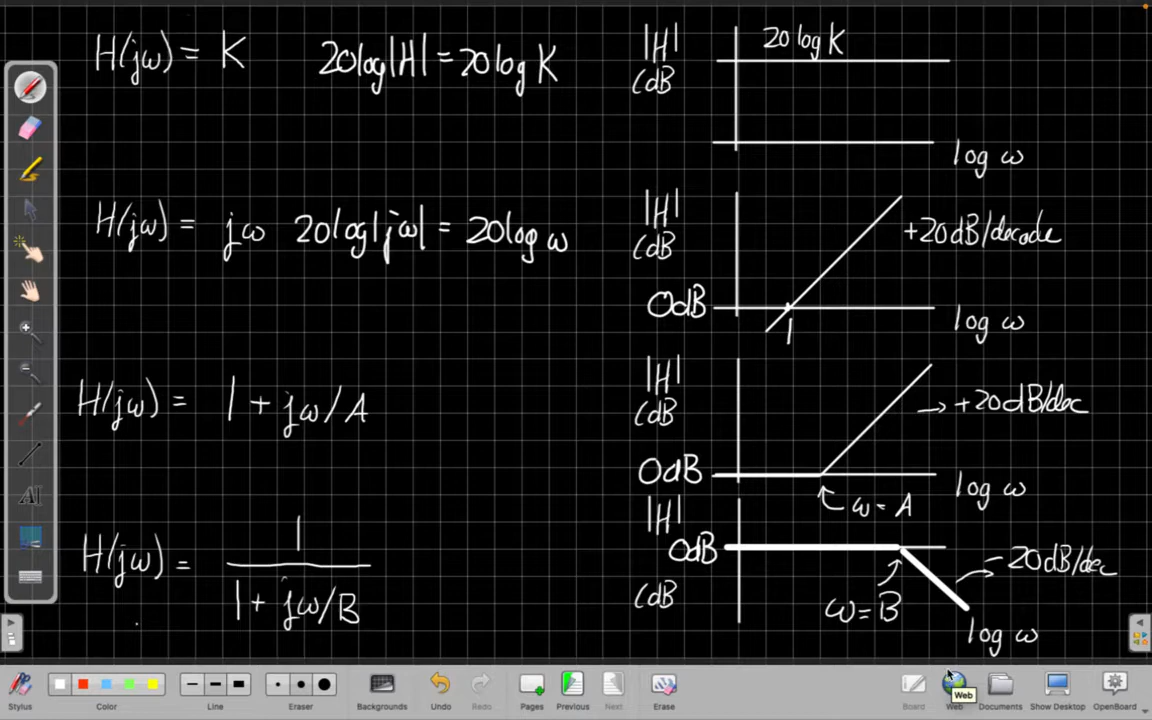 H(jω) = K 20log|H| = 20log K
|H|
(dB
20 log K
log ω
H(jω) = jω 20log|jω| = 20log ω
|H|
(dB
+20dB/decade
0dB
1
log ω
H(jω) = 1 + jω/A
|H|
(dB
→ +20dB/dec
0dB
log ω
ω = A
H(jω) = 1
1 + jω/B
|H|
0dB
(dB
-20dB/dec
ω = B
log ω
Stylus
Color
Line
Eraser
Backgrounds
Undo
Redo
Pages
Previous
Next
Erase
Board
Web
Web
Documents
Show Desktop
OpenBoard
AI